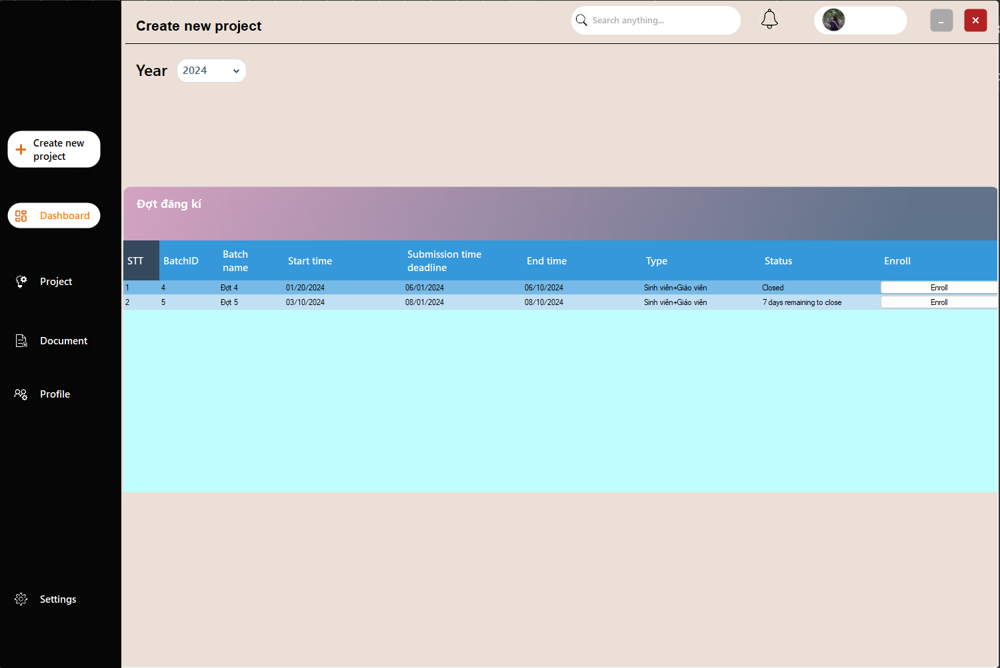 Create new project
Search anything...
Year 2024
Create new
project
Dashboard
Project
Document
Profile
Settings
Đợt đăng kí
STT BatchID Batch name Start time Submission time deadline End time Type Status Enroll
1 4 Đợt 4 01/20/2024 06/01/2024 06/10/2024 Sinh viên+Giáo viên Closed Enroll
2 5 Đợt 5 03/10/2024 08/01/2024 08/10/2024 Sinh viên+Giáo viên 7 days remaining to close Enroll